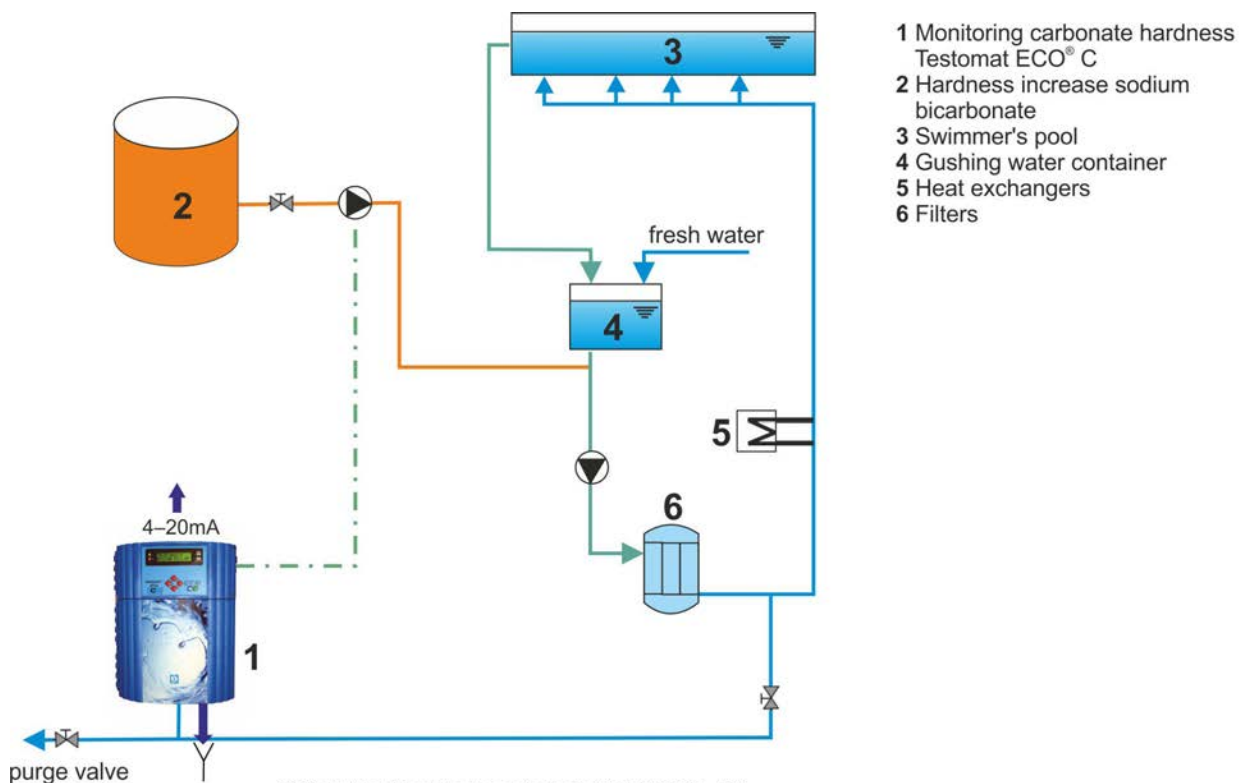 1 Monitoring carbonate hardness
Testomat ECO® C
2 Hardness increase sodium
bicarbonate
3 Swimmer's pool
4 Gushing water container
5 Heat exchangers
6 Filters
3
2
fresh water
4
5
6
4–20mA
1
purge valve